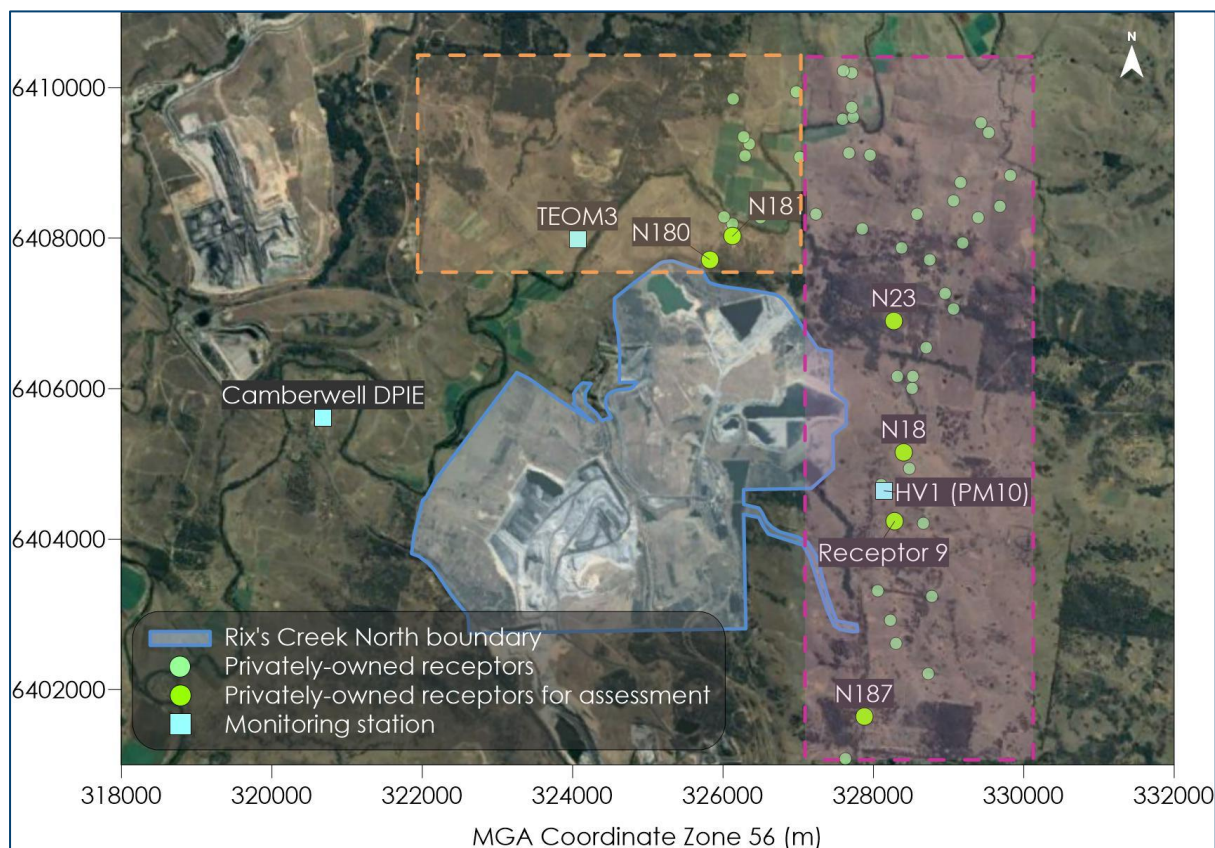 N
6410000
6408000
6406000
6404000
6402000
TEOM3
N181
N180
N23
Camberwell DPIE
N18
HV1 (PM10)
Receptor 9
N187
Rix's Creek North boundary
Privately-owned receptors
Privately-owned receptors for assessment
Monitoring station
318000
320000
322000
324000
326000
328000
330000
332000
MGA Coordinate Zone 56 (m)